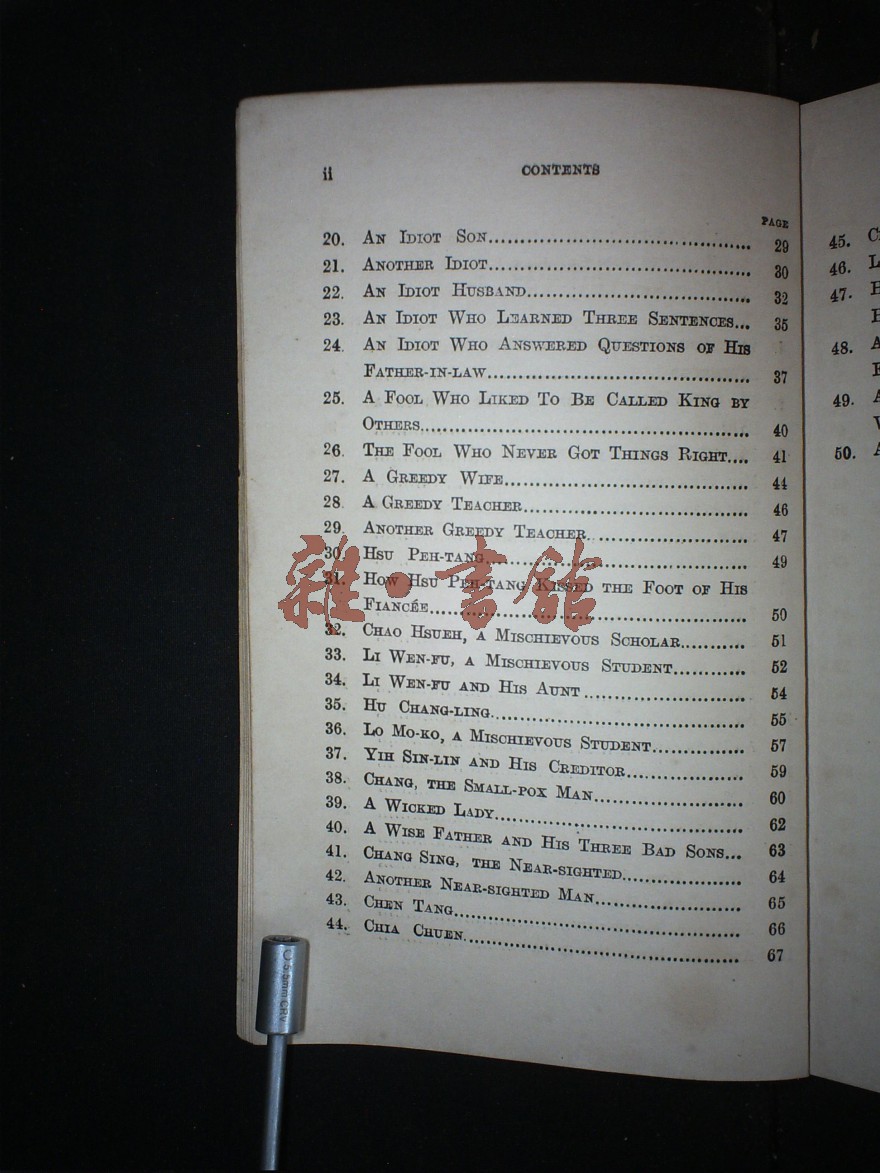 ii CONTENTS
PAGE
20. AN IDIOT SON........................................ 29
21. ANOTHER IDIOT........................................ 30
22. AN IDIOT HUSBAND.................................. 32
23. AN IDIOT WHO LEARNED THREE SENTENCES... 35
24. AN IDIOT WHO ANSWERED QUESTIONS OF HIS
FATHER-IN-LAW........................................ 37
25. A FOOL WHO LIKED TO BE CALLED KING BY
OTHERS.................................................. 40
26. THE FOOL WHO NEVER GOT THINGS RIGHT.... 41
27. A GREEDY WIFE...................................... 44
28. A GREEDY TEACHER.................................. 46
29. ANOTHER GREEDY TEACHER........................ 47
30. HSU PEH-TANG........................................ 49
31. HOW HSU PEH-TANG KISSED THE FOOT OF HIS
FIANCÉE.................................................. 50
32. CHAO HSUEH, A MISCHIEVOUS SCHOLAR.......... 51
33. LI WEN-FU, A MISCHIEVOUS STUDENT........... 52
34. LI WEN-FU AND HIS AUNT........................ 54
35. HU CHANG-LING...................................... 55
36. LO MO-KO, A MISCHIEVOUS STUDENT............. 57
37. YIH SIN-LIN AND HIS CREDITOR................. 59
38. CHANG, THE SMALL-POX MAN..................... 60
39. A WICKED LADY...................................... 62
40. A WISE FATHER AND HIS THREE BAD SONS... 63
41. CHANG SING, THE NEAR-SIGHTED................. 64
42. ANOTHER NEAR-SIGHTED MAN..................... 65
43. CHEN TANG............................................ 66
44. CHIA CHUEN.......................................... 67
45.
46.
47.
48.
49.
50.
雜·書館
5.5mm CRV